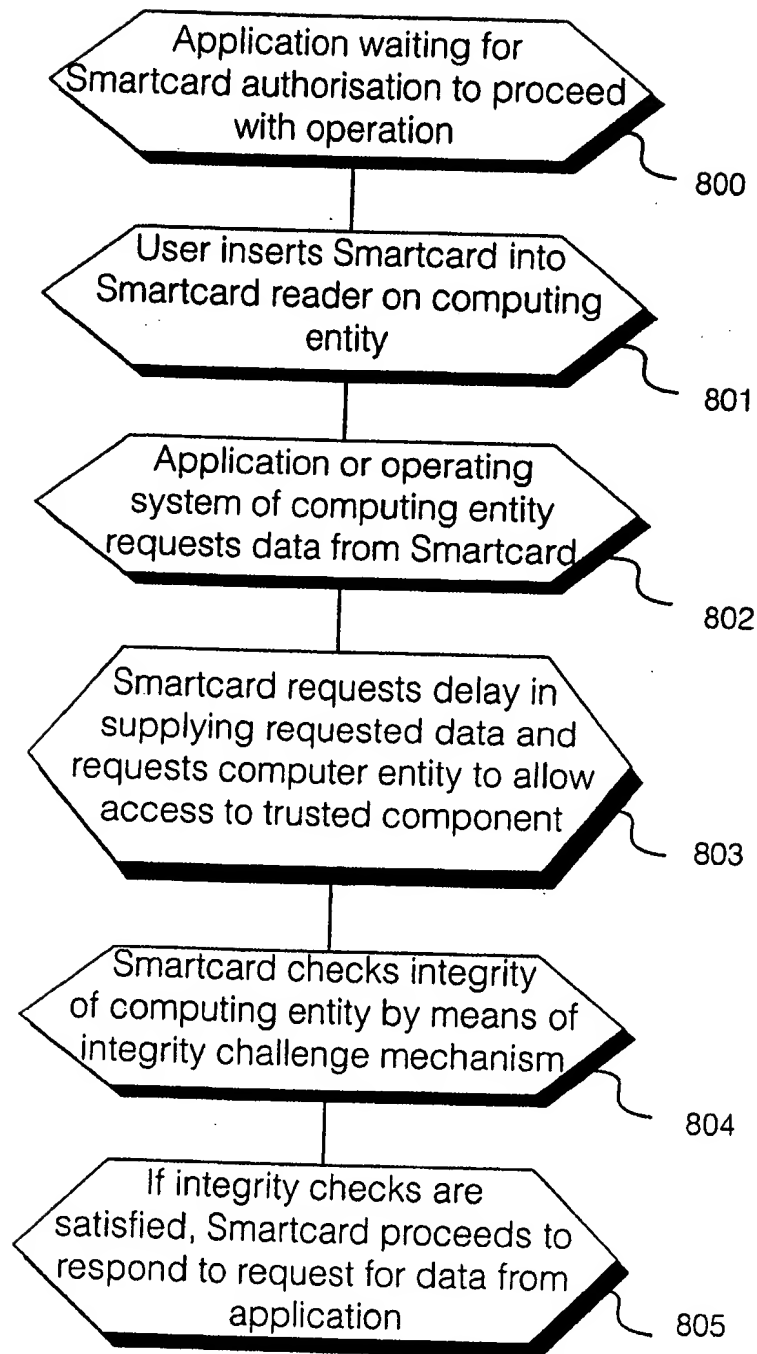 Application waiting for
Smartcard authorisation to proceed
with operation
800
User inserts Smartcard into
Smartcard reader on computing
entity
801
Application or operating
system of computing entity
requests data from Smartcard
802
Smartcard requests delay in
supplying requested data and
requests computer entity to allow
access to trusted component
803
Smartcard checks integrity
of computing entity by means of
integrity challenge mechanism
804
If integrity checks are
satisfied, Smartcard proceeds to
respond to request for data from
application
805